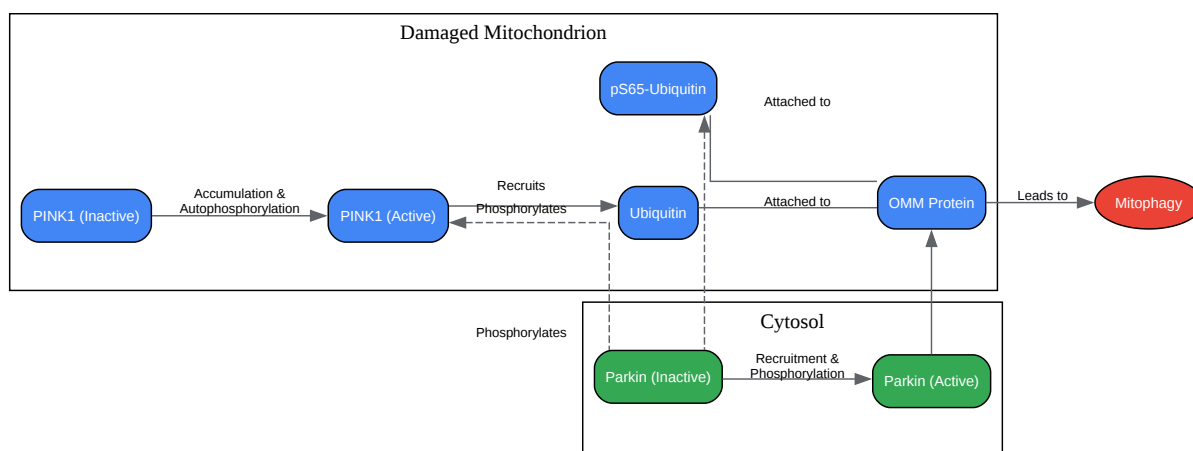 Damaged Mitochondrion
pS65-Ubiquitin
Attached to
PINK1 (Inactive)
Accumulation &
Autophosphorylation
PINK1 (Active)
Recruits
Phosphorylates
Ubiquitin
Attached to
OMM Protein
Leads to
Mitophagy
Phosphorylates
Cytosol
Parkin (Inactive)
Recruitment &
Phosphorylation
Parkin (Active)